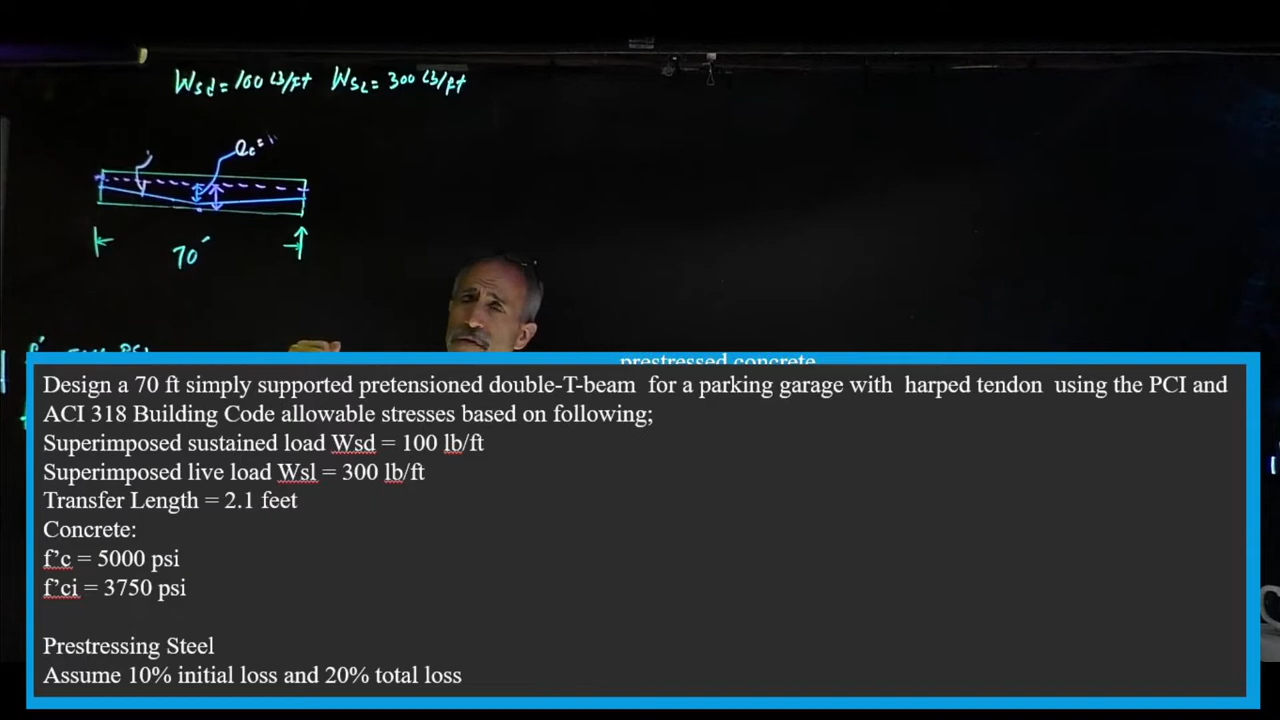 Wsd = 100 LB/FT WSL = 300 LB/FT
70'
prestressed concrete
Design a 70 ft simply supported pretensioned double-T-beam for a parking garage with harped tendon using the PCI and
ACI 318 Building Code allowable stresses based on following;
Superimposed sustained load Wsd = 100 lb/ft
Superimposed live load Wsl = 300 lb/ft
Transfer Length = 2.1 feet
Concrete:
f’c = 5000 psi
f’ci = 3750 psi
Prestressing Steel
Assume 10% initial loss and 20% total loss